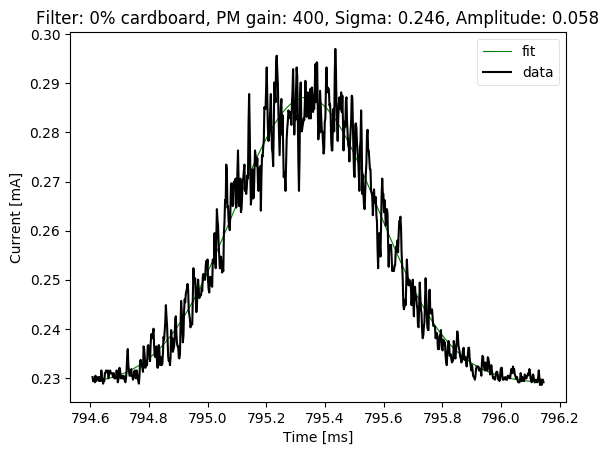 Filter: 0% cardboard, PM gain: 400, Sigma: 0.246, Amplitude: 0.058
0.30
fit
data
0.29
0.28
0.27
0.26
0.25
0.24
0.23
Current [mA]
794.6 794.8 795.0 795.2 795.4 795.6 795.8 796.0 796.2
Time [ms]